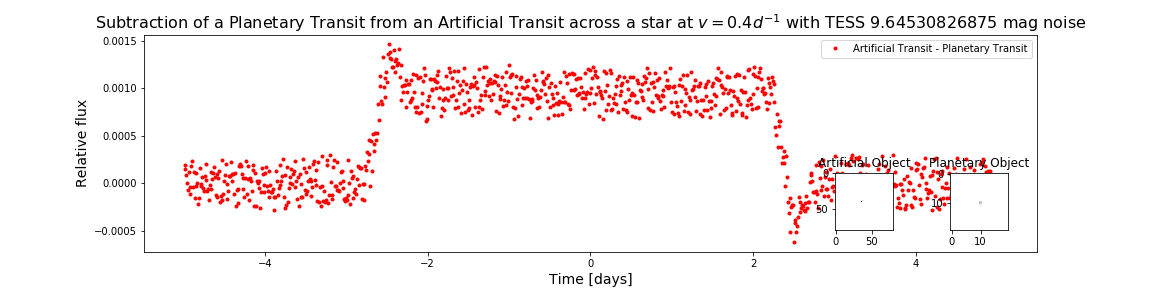 Subtraction of a Planetary Transit from an Artificial Transit across a star at v = 0.4d⁻¹ with TESS 9.64530826875 mag noise
Artificial Transit - Planetary Transit
Relative flux
0.0015
0.0010
0.0005
0.0000
−0.0005
Artificial Object
0
50
0 50
Planetary Object
0
10
0 10
−4 −2 0 2 4
Time [days]